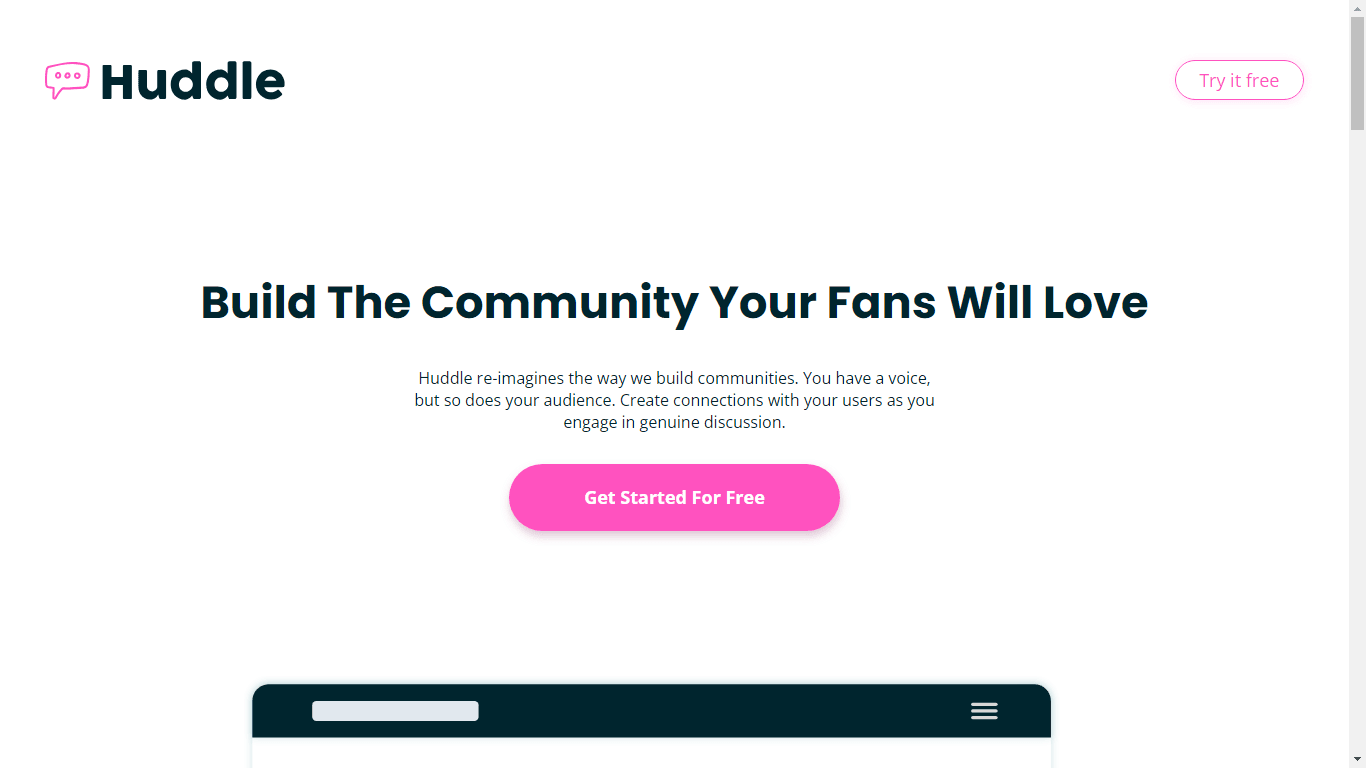 Huddle
Try it free
Build The Community Your Fans Will Love
Huddle re-imagines the way we build communities. You have a voice,
but so does your audience. Create connections with your users as you
engage in genuine discussion.
Get Started For Free